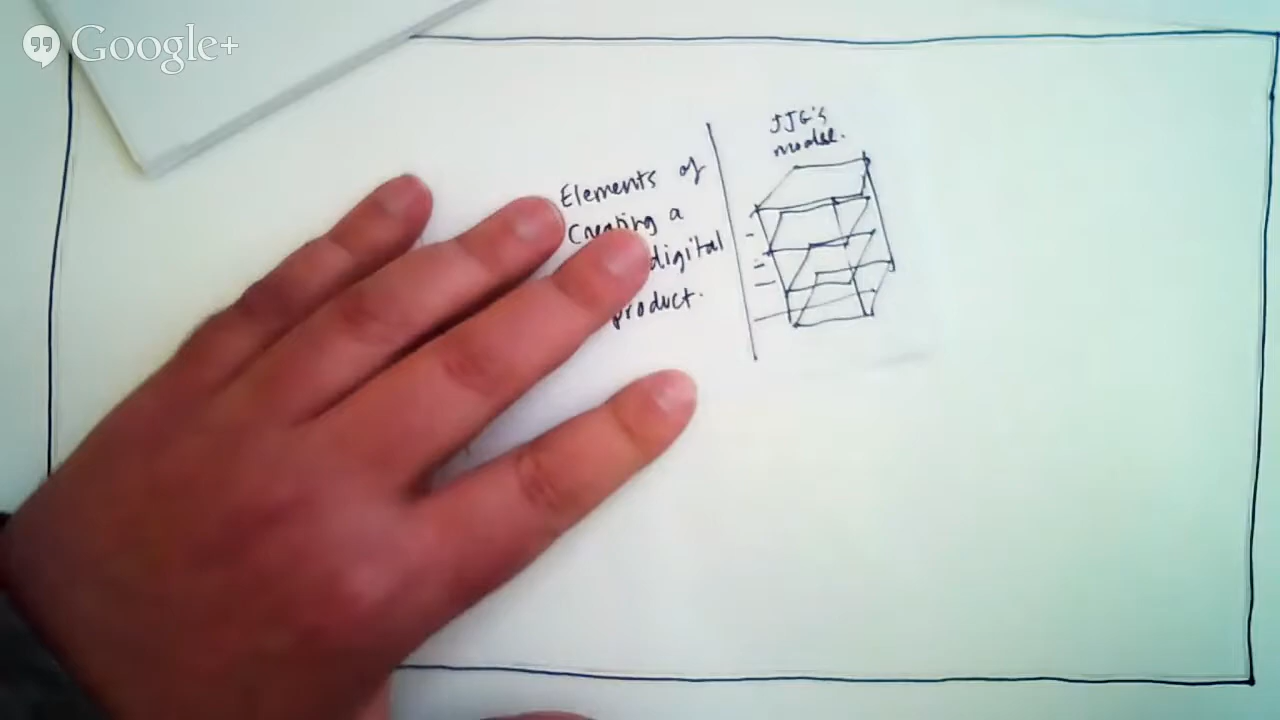 Google+
Elements of
Creating a
digital
product.
JJG's
model.